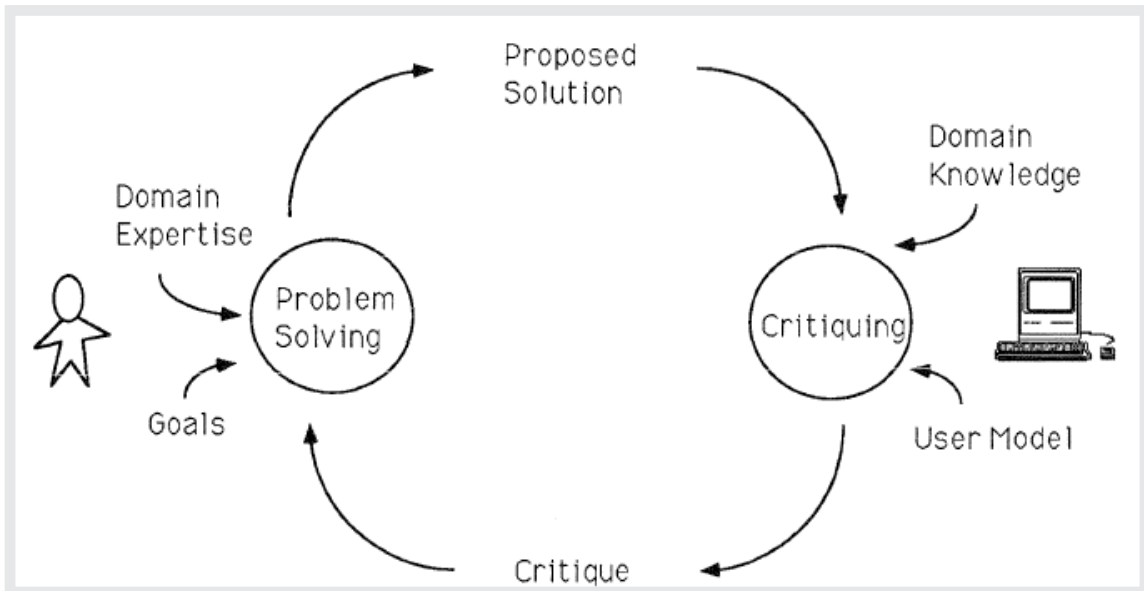 Proposed
Solution
Domain
Knowledge
Domain
Expertise
Problem
Solving
Critiquing
Goals
User Model
Critique